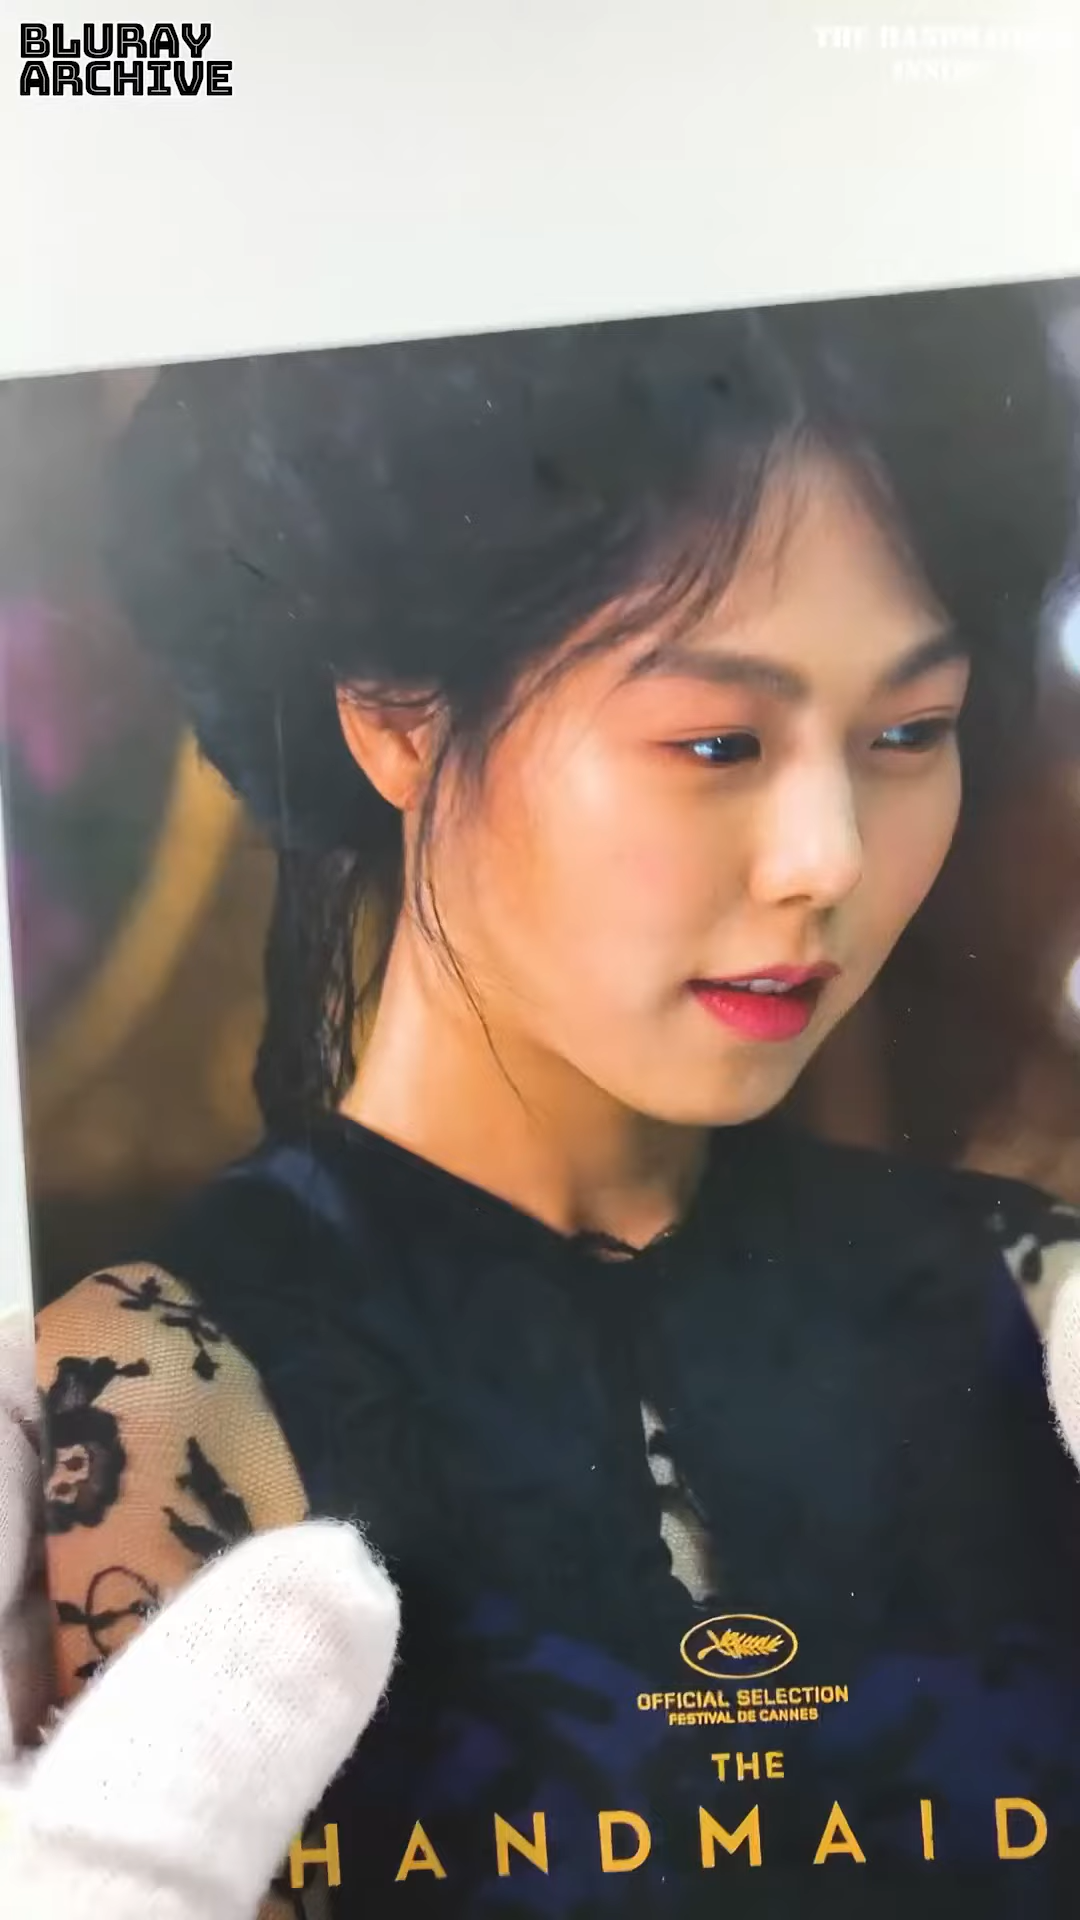 BLURAY
ARCHIVE
OFFICIAL SELECTION
FESTIVAL DE CANNES
THE
HANDMAID